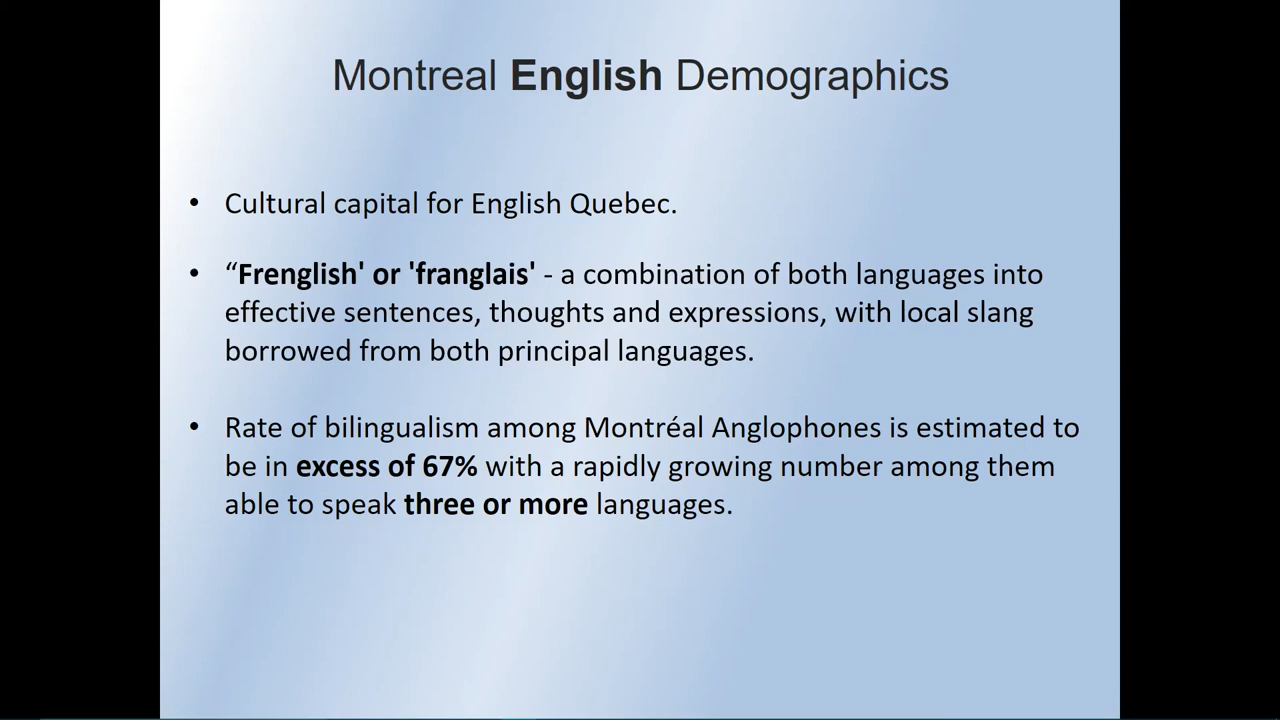 Montreal English Demographics
• Cultural capital for English Quebec.
• “Frenglish' or 'franglais' - a combination of both languages into
effective sentences, thoughts and expressions, with local slang
borrowed from both principal languages.
• Rate of bilingualism among Montréal Anglophones is estimated to
be in excess of 67% with a rapidly growing number among them
able to speak three or more languages.